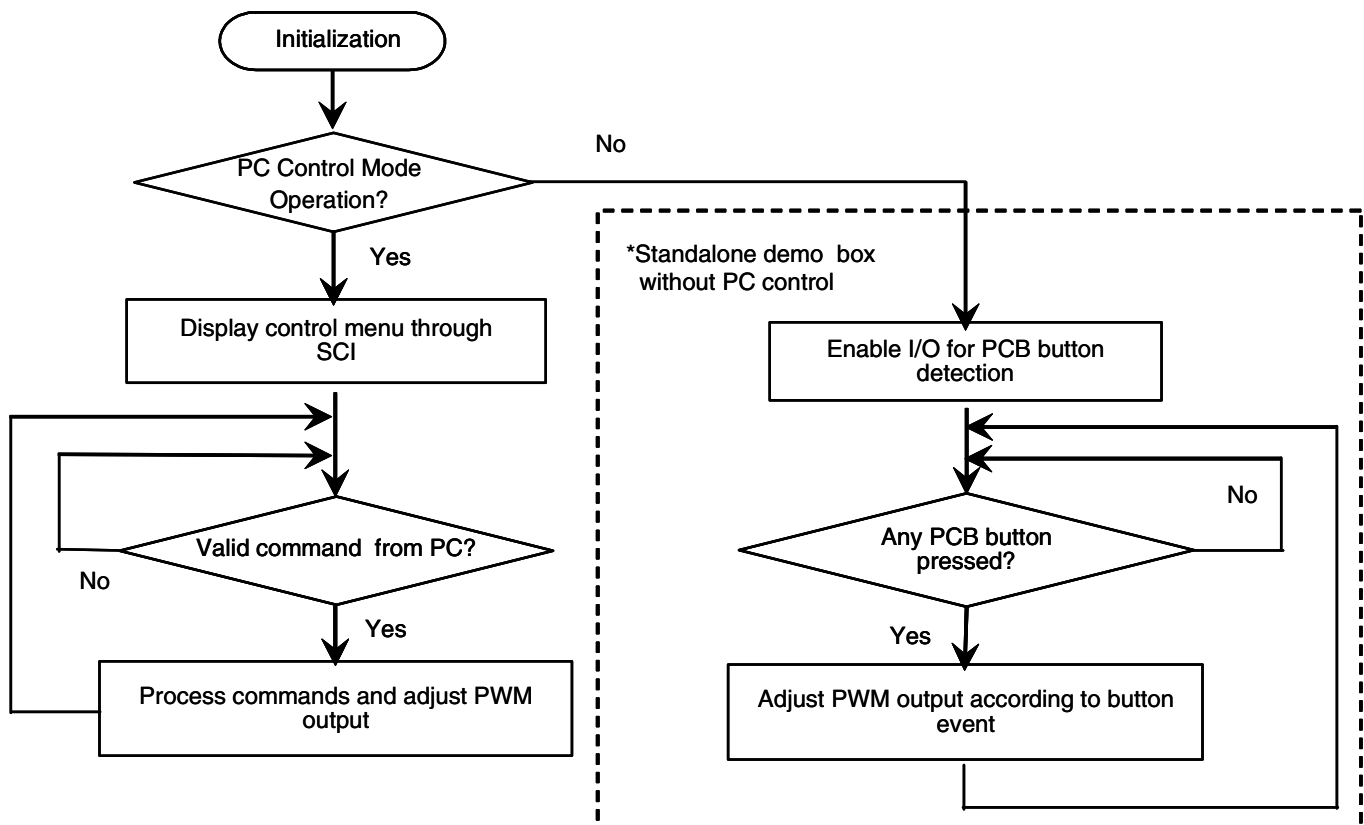 Initialization
PC Control Mode
Operation?
No
Yes
*Standalone demo box
without PC control
Display control menu through
SCI
Enable I/O for PCB button
detection
Valid command from PC?
No
Yes
Any PCB button
pressed?
No
Yes
Process commands and adjust PWM
output
Adjust PWM output according to button
event